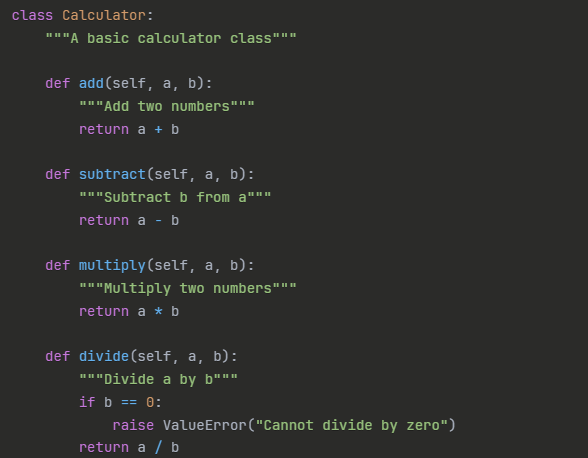 class Calculator:
    """A basic calculator class"""

    def add(self, a, b):
        """Add two numbers"""
        return a + b

    def subtract(self, a, b):
        """Subtract b from a"""
        return a - b

    def multiply(self, a, b):
        """Multiply two numbers"""
        return a * b

    def divide(self, a, b):
        """Divide a by b"""
        if b == 0:
            raise ValueError("Cannot divide by zero")
        return a / b